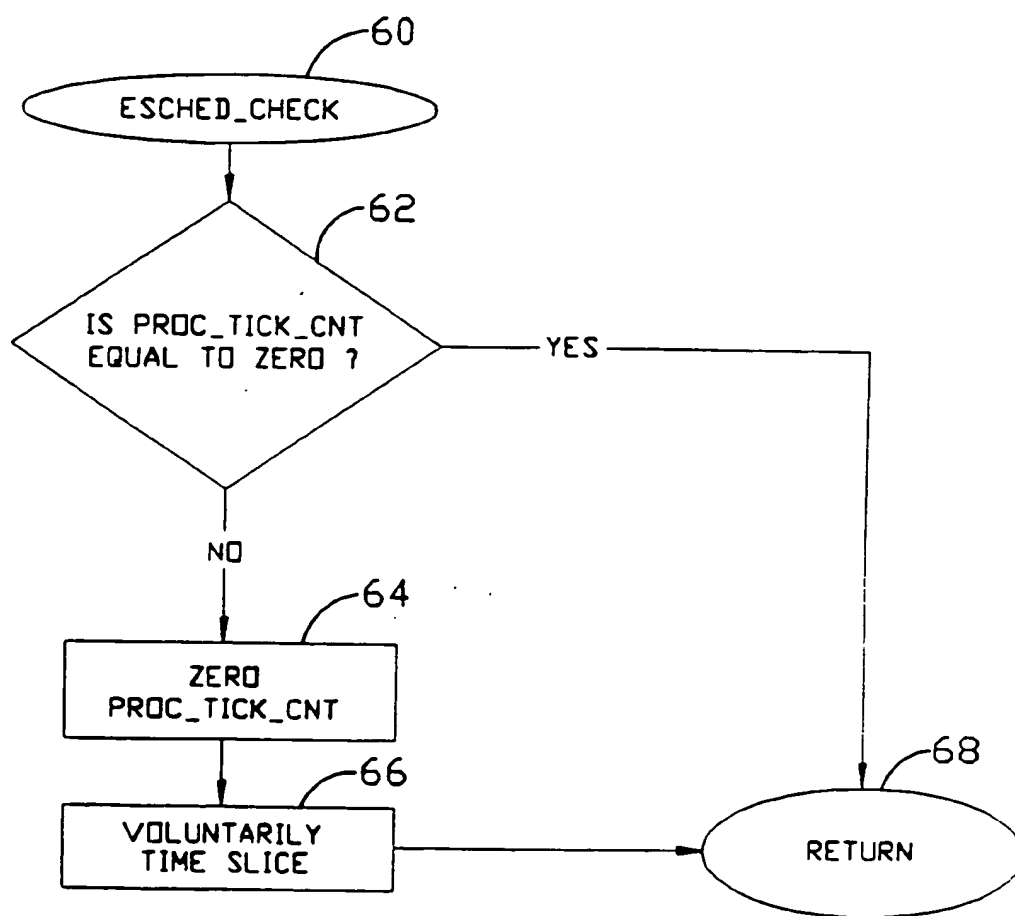 60
ESCHED_CHECK
62
IS PROC_TICK_CNT
EQUAL TO ZERO ?
YES
NO
64
ZERO
PROC_TICK_CNT
66
VOLUNTARILY
TIME SLICE
68
RETURN